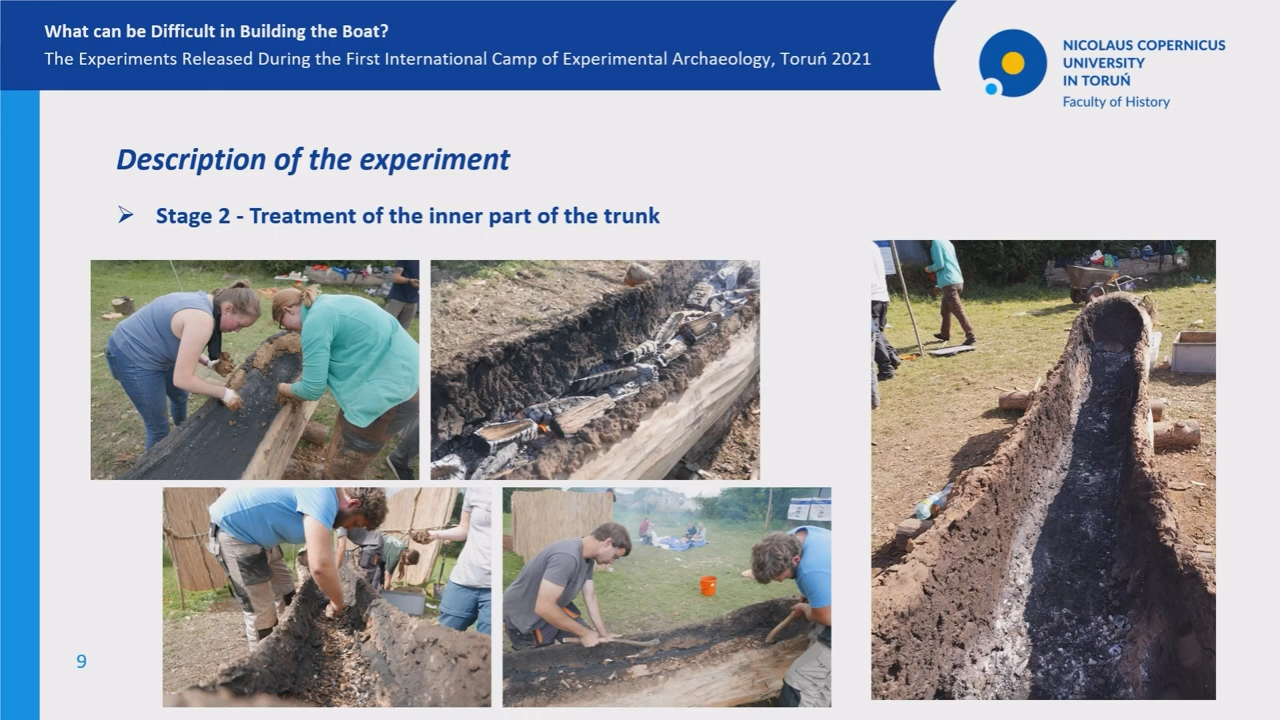 What can be Difficult in Building the Boat?
The Experiments Released During the First International Camp of Experimental Archaeology, Toruń 2021
NICOLAUS COPERNICUS
UNIVERSITY
IN TORUŃ
Faculty of History
Description of the experiment
➢ Stage 2 - Treatment of the inner part of the trunk
9